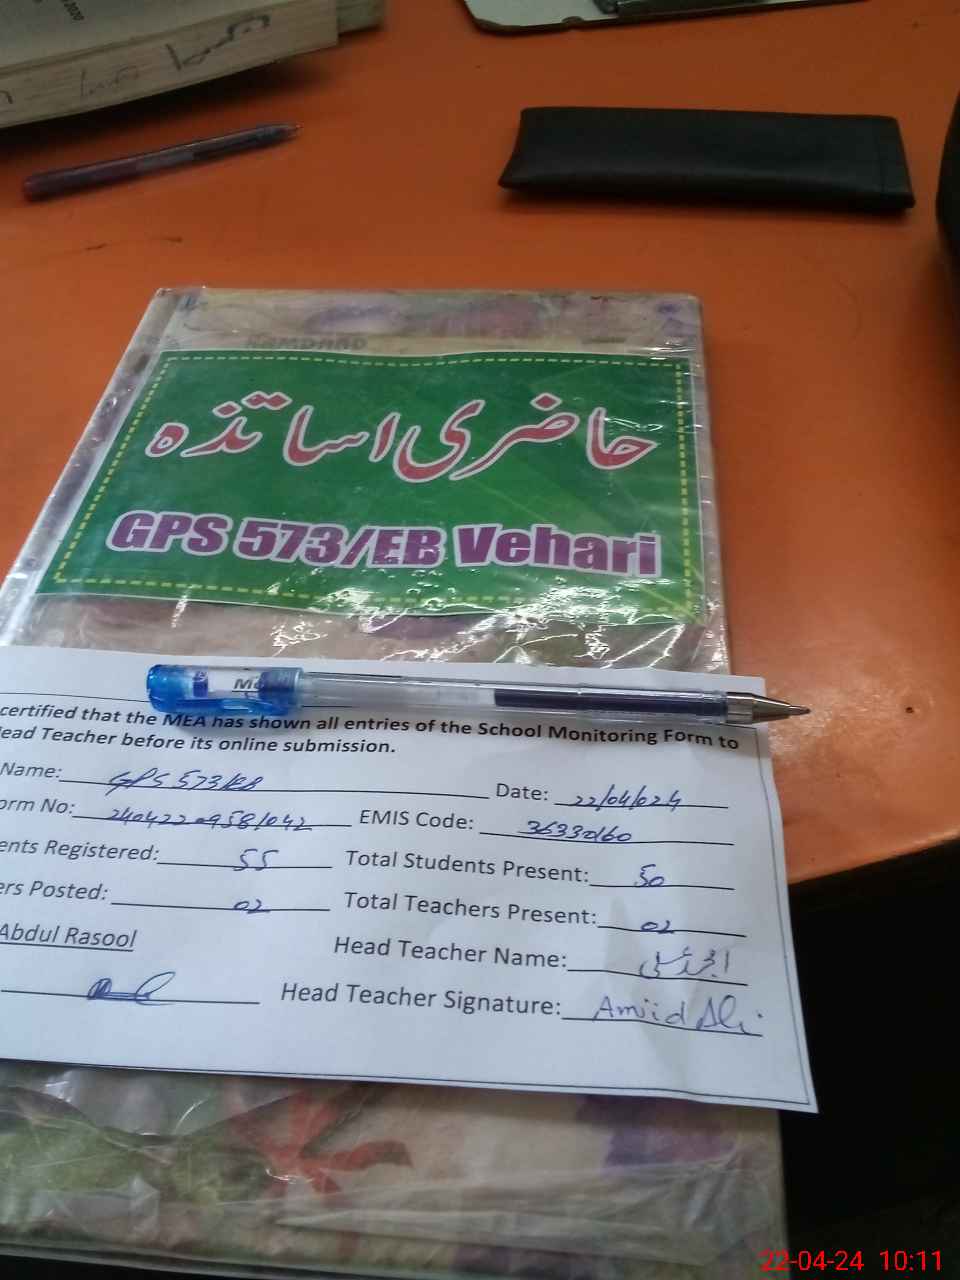 2020
حاضری اساتذہ
GPS 573/EB Vehari
certified that the MEA has shown all entries of the School Monitoring Form to
ead Teacher before its online submission.
Name: GPS 573/EB Date: 22/04/024
orm No: 2404220958/042 EMIS Code: 36330160
ents Registered: 55 Total Students Present: 50
ers Posted: 02 Total Teachers Present: 02
Abdul Rasool Head Teacher Name: امجد علی
Head Teacher Signature: Amjid Ali
22-04-24 10:11